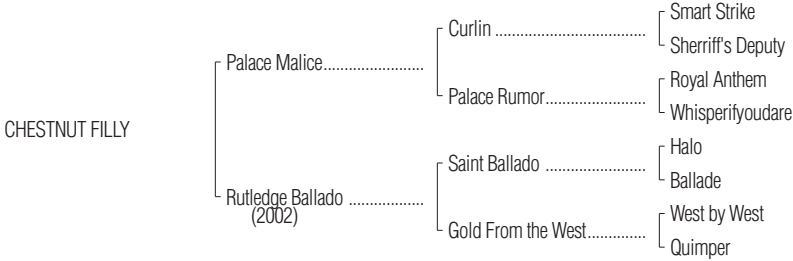 Smart Strike
Curlin ....................................
Sherriff's Deputy
Palace Malice........................
Royal Anthem
Palace Rumor........................
Whisperifyoudare
CHESTNUT FILLY
Halo
Saint Ballado ........................
Ballade
Rutledge Ballado ..................
(2002)
West by West
Gold From the West..............
Quimper